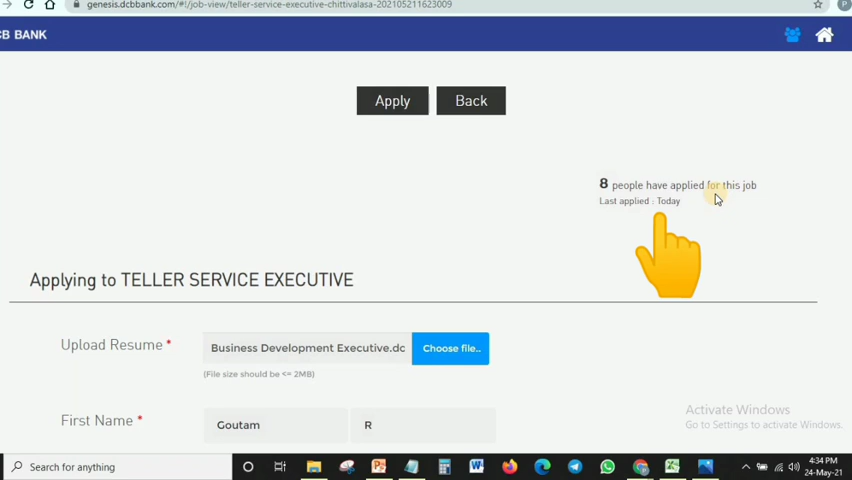 genesis.dcbbank.com/#!/job-view/teller-service-executive-chittivalasa-202105211623009
CB BANK
Apply
Back
8 people have applied for this job
Last applied : Today
Applying to TELLER SERVICE EXECUTIVE
Upload Resume *
Business Development Executive.dc
Choose file..
(File size should be <= 2MB)
First Name *
Goutam
R
Activate Windows
Go to Settings to activate Windows.
Search for anything
4:34 PM
24-May-21